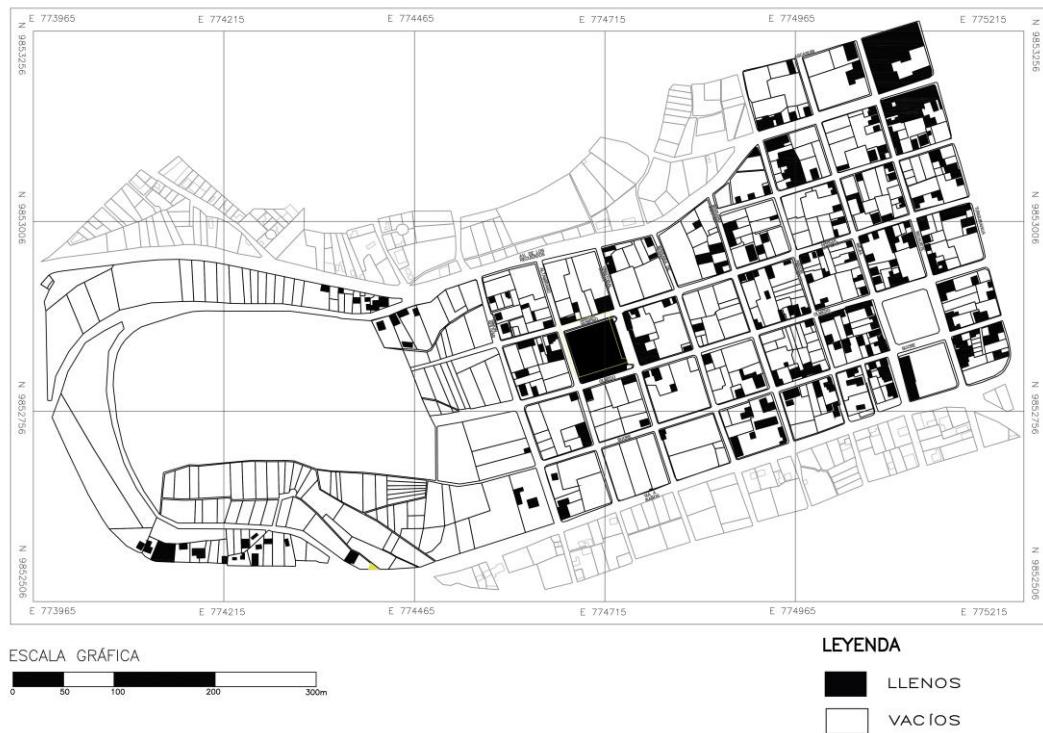 E 773965 E 774215 E 774465 E 774715 E 774965 E 775215
N 9853256 N 9853256
N 9853006 N 9853006
N 9852756 N 9852756
N 9852506 N 9852506
E 773965 E 774215 E 774465 E 774715 E 774965 E 775215
ESCALA GRÁFICA
0 50 100 200 300m
LEYENDA
LLENOS
VACÍOS